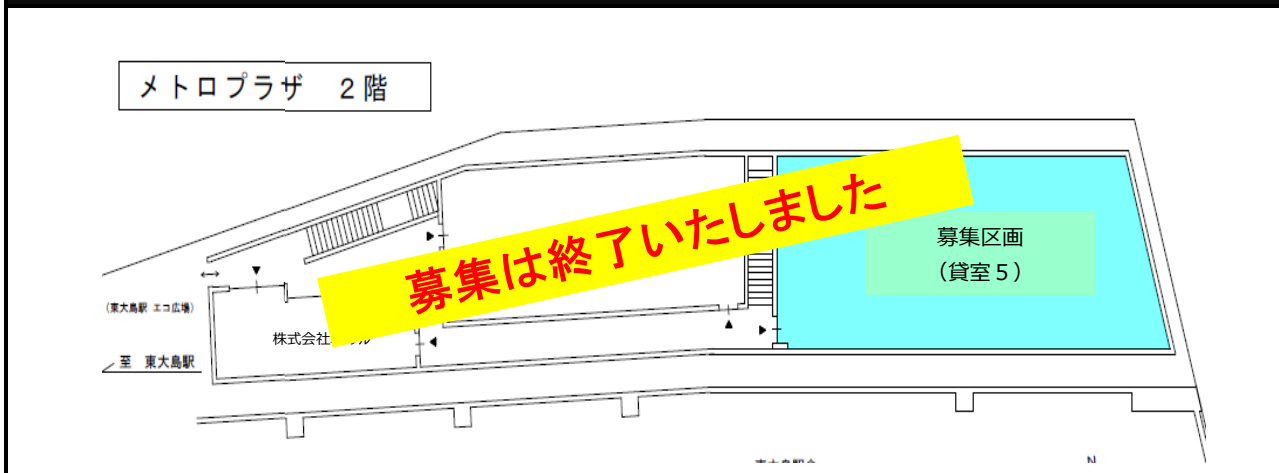 メトロプラザ 2階
募集は終了いたしました
募集区画
(貸室5)
(東大島駅 エコ広場)
株式会社
至 東大島駅
N